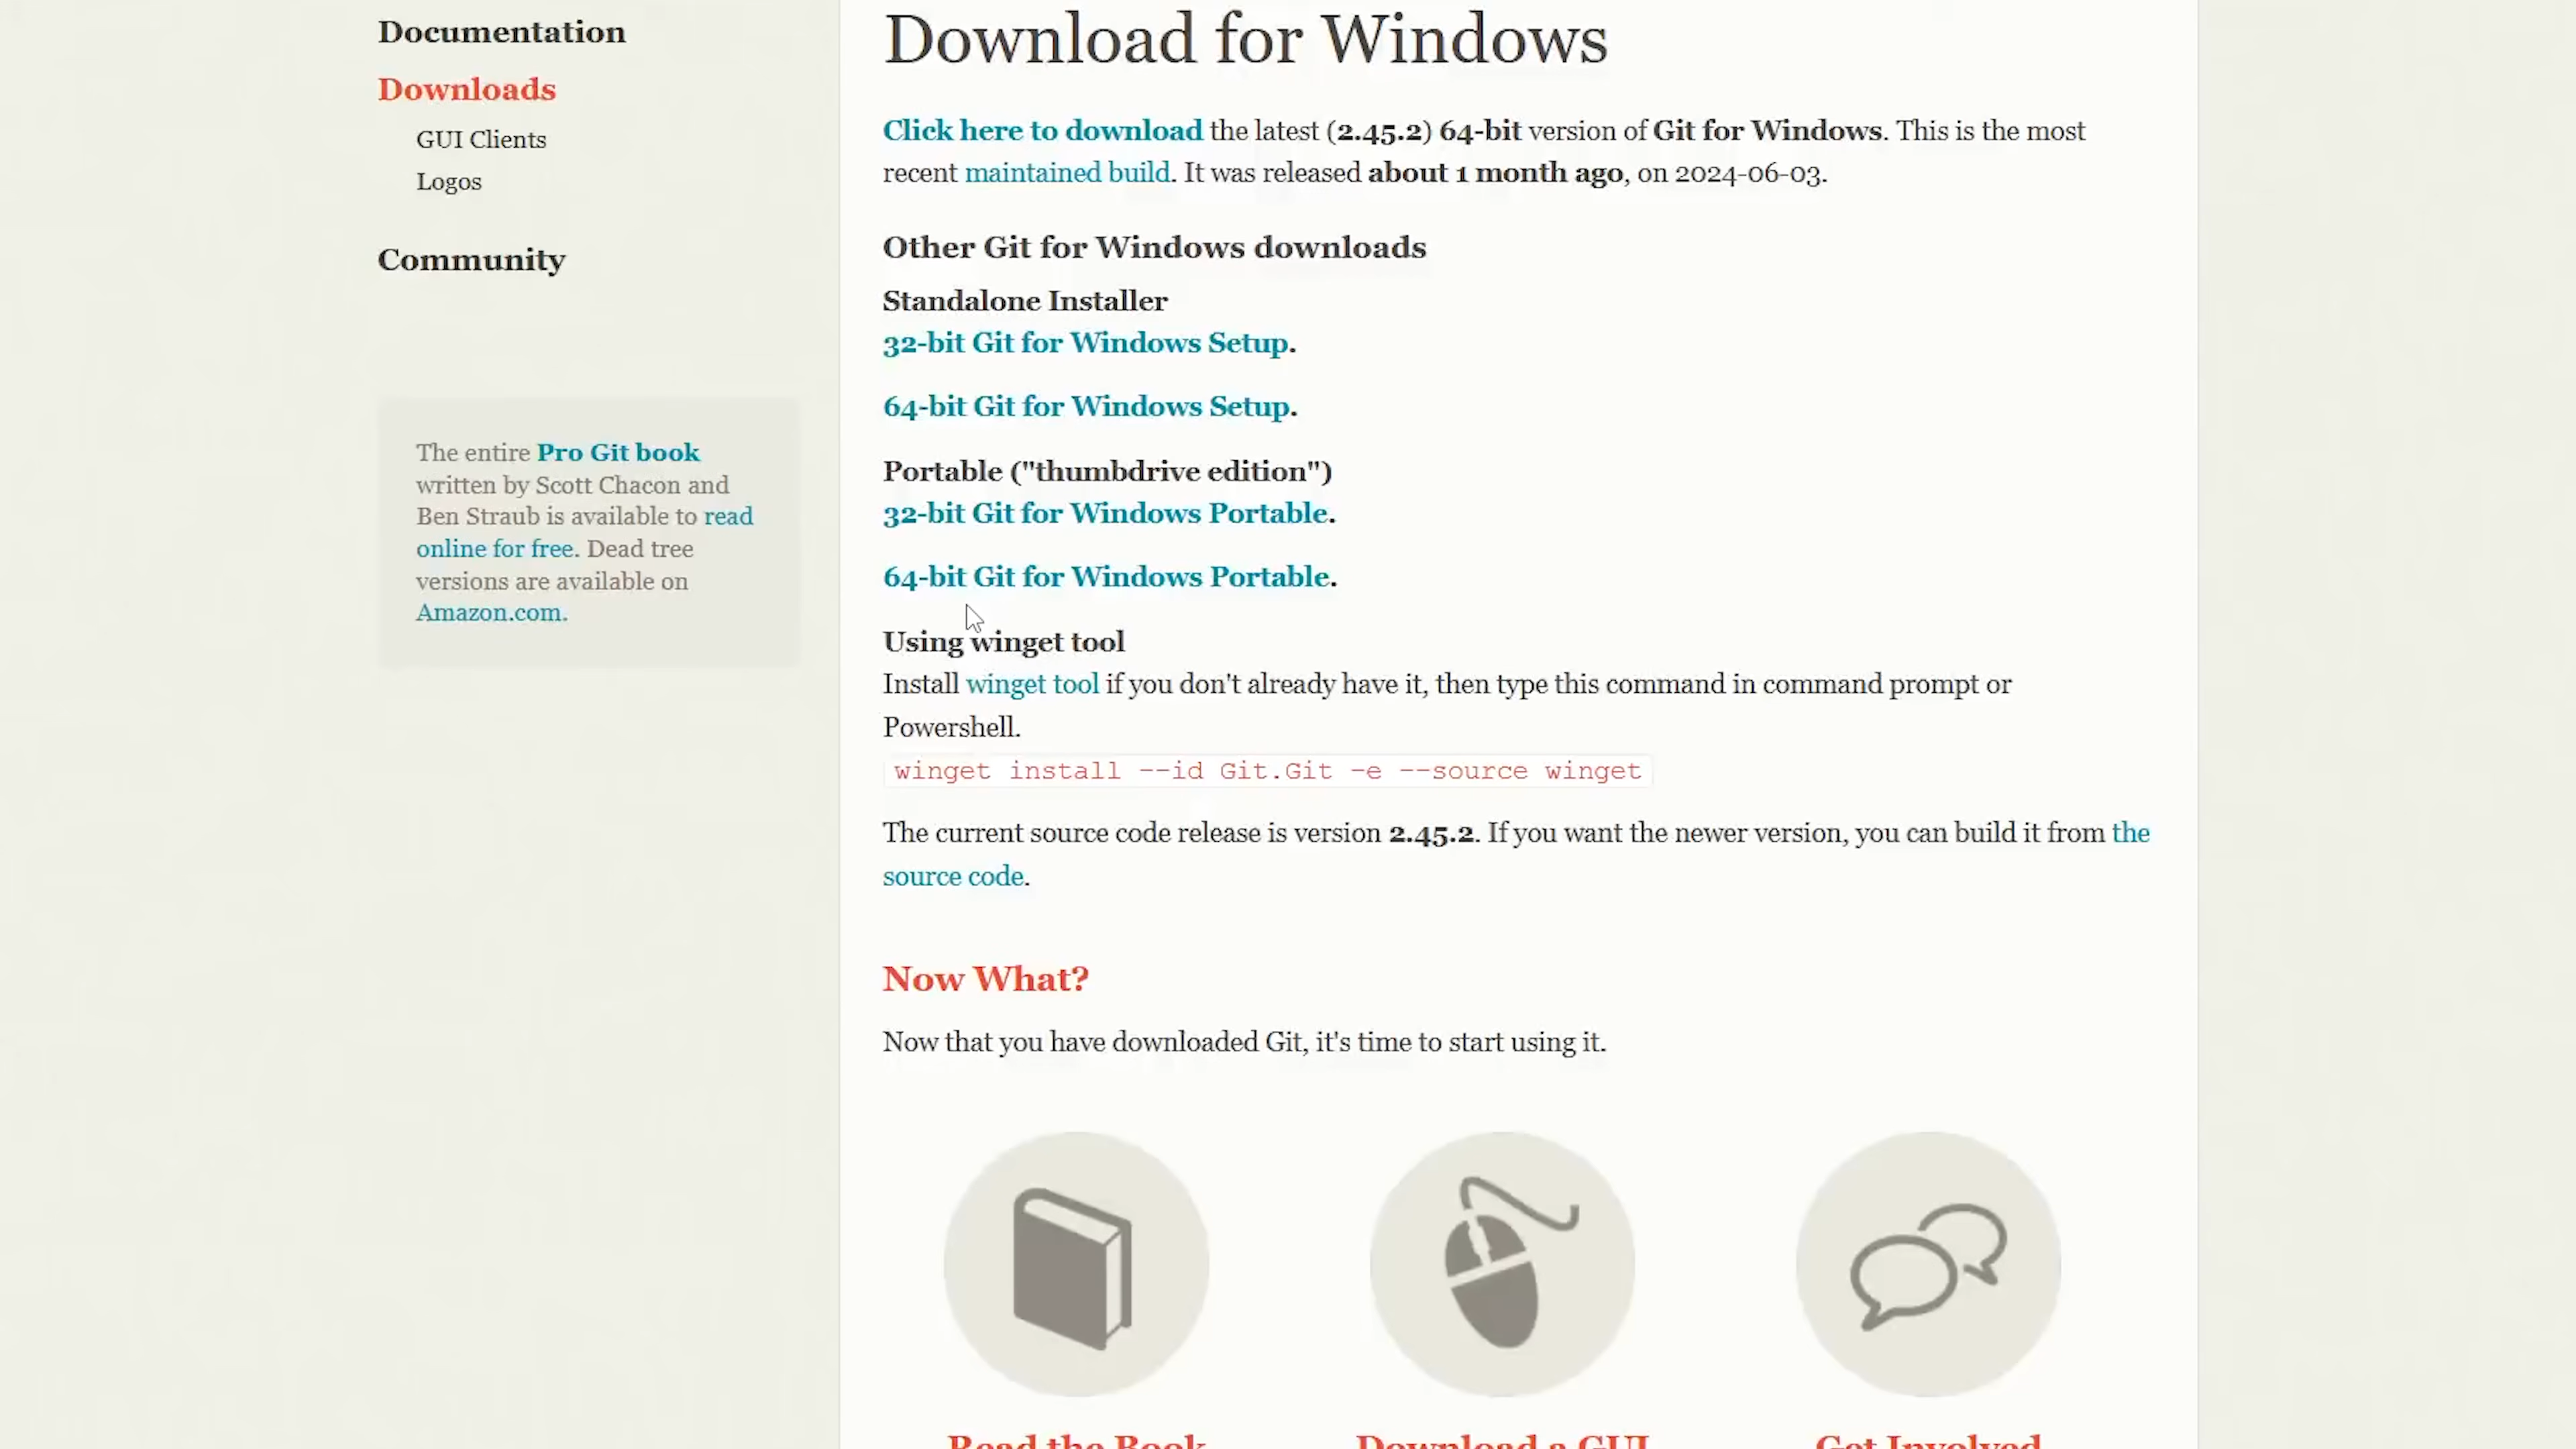 Documentation
Downloads
GUI Clients
Logos
Community
The entire Pro Git book
written by Scott Chacon and
Ben Straub is available to read
online for free. Dead tree
versions are available on
Amazon.com.
Download for Windows
Click here to download the latest (2.45.2) 64-bit version of Git for Windows. This is the most
recent maintained build. It was released about 1 month ago, on 2024-06-03.
Other Git for Windows downloads
Standalone Installer
32-bit Git for Windows Setup.
64-bit Git for Windows Setup.
Portable ("thumbdrive edition")
32-bit Git for Windows Portable.
64-bit Git for Windows Portable.
Using winget tool
Install winget tool if you don't already have it, then type this command in command prompt or
Powershell.
winget install --id Git.Git -e --source winget
The current source code release is version 2.45.2. If you want the newer version, you can build it from the
source code.
Now What?
Now that you have downloaded Git, it's time to start using it.
Read the Book
Download a GUI
Get Involved